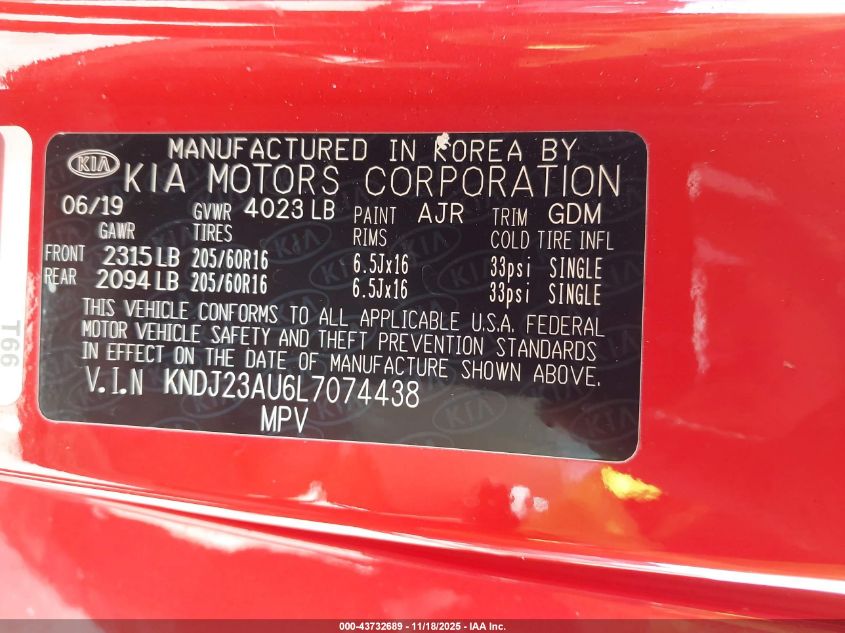 MANUFACTURED IN KOREA BY
KIA KIA MOTORS CORPORATION
06/19 GVWR 4023 LB PAINT AJR TRIM GDM
GAWR TIRES RIMS COLD TIRE INFL
FRONT 2315 LB 205/60R16 6.5Jx16 33psi SINGLE
REAR 2094 LB 205/60R16 6.5Jx16 33psi SINGLE
THIS VEHICLE CONFORMS TO ALL APPLICABLE U.S.A. FEDERAL
MOTOR VEHICLE SAFETY AND THEFT PREVENTION STANDARDS
IN EFFECT ON THE DATE OF MANUFACTURE SHOWN ABOVE.
V.I.N KNDJ23AU6L7074438
MPV
T66
000-43732689 - 11/18/2025 - IAA Inc.